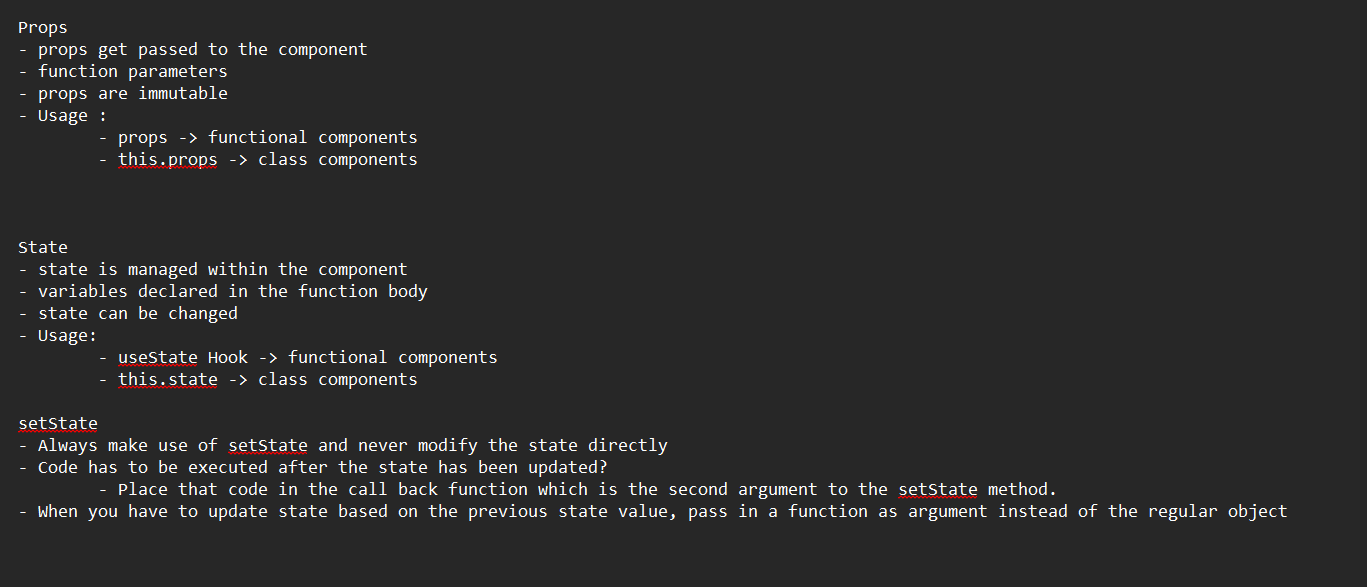 Props
- props get passed to the component
- function parameters
- props are immutable
- Usage :
- props -> functional components
- this.props -> class components
State
- state is managed within the component
- variables declared in the function body
- state can be changed
- Usage:
- useState Hook -> functional components
- this.state -> class components
setState
- Always make use of setState and never modify the state directly
- Code has to be executed after the state has been updated?
- Place that code in the call back function which is the second argument to the setState method.
- When you have to update state based on the previous state value, pass in a function as argument instead of the regular object